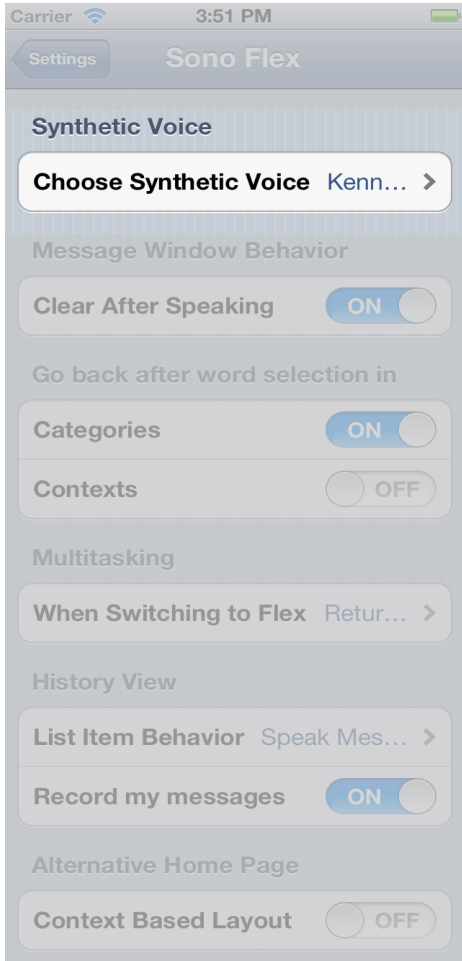 Carrier 3:51 PM
Settings Sono Flex
Synthetic Voice
Choose Synthetic Voice Kenn...
Message Window Behavior
Clear After Speaking ON
Go back after word selection in
Categories ON
Contexts OFF
Multitasking
When Switching to Flex Retur...
History View
List Item Behavior Speak Mes...
Record my messages ON
Alternative Home Page
Context Based Layout OFF